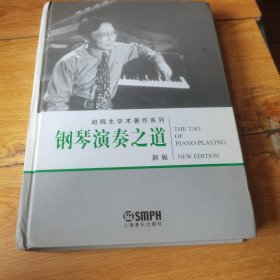 赵晓生学术著作系列
钢琴演奏之道
新版
THE TAO
OF
PIANO PLAYING
NEW EDITION
SMPH
上海音乐出版社